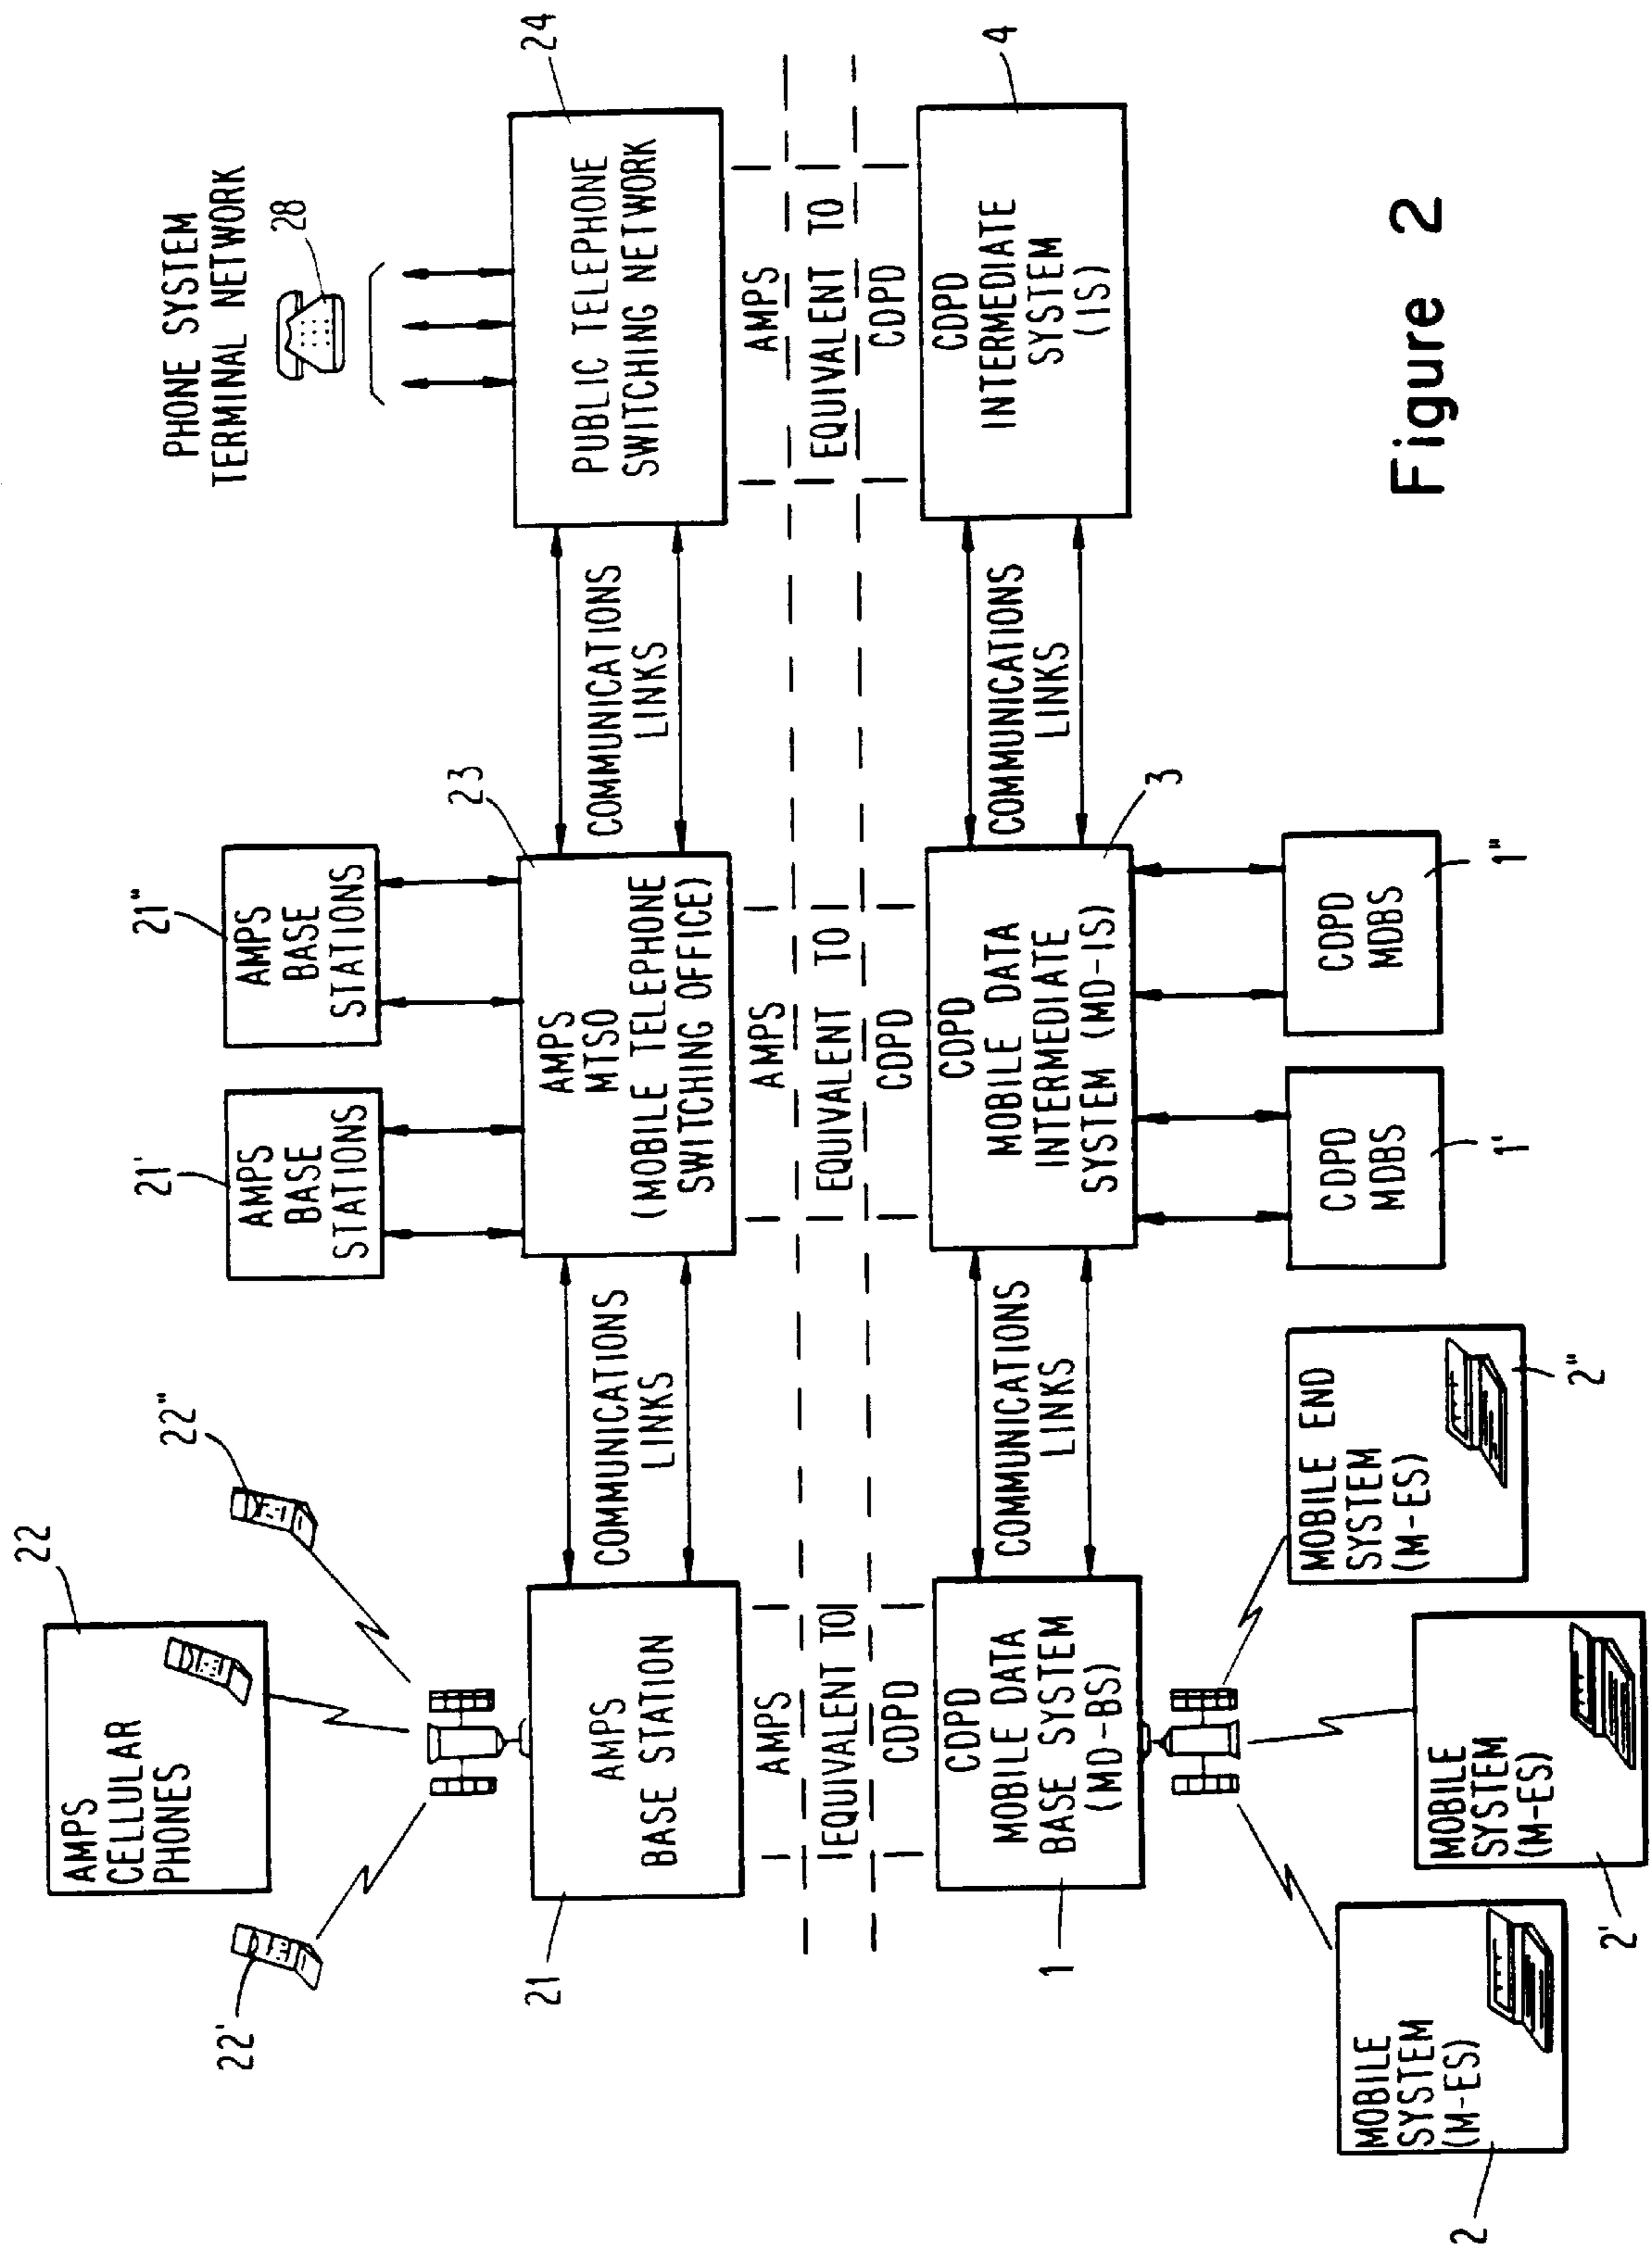 PHONE SYSTEM
TERMINAL NETWORK
28
24
PUBLIC TELEPHONE
SWITCHING NETWORK
COMMUNICATIONS
LINKS
21'
AMPS
BASE
STATIONS
21"
AMPS
BASE
STATIONS
23
AMPS
MTSO
(MOBILE TELEPHONE
SWITCHING OFFICE)
COMMUNICATIONS
LINKS
22
AMPS
CELLULAR
PHONES
22'
22"
AMPS
BASE STATION
21
AMPS
EQUIVALENT TO
CDPD
AMPS
EQUIVALENT TO
CDPD
AMPS
EQUIVALENT TO
CDPD
CDPD
MOBILE DATA
BASE SYSTEM
(MD-BS)
1
COMMUNICATIONS
LINKS
CDPD
MOBILE DATA
INTERMEDIATE
SYSTEM (MD-IS)
3
COMMUNICATIONS
LINKS
CDPD
INTERMEDIATE
SYSTEM
(IS)
4
CDPD
MDBS
1'
CDPD
MDBS
1"
MOBILE
SYSTEM
(M-ES)
2
MOBILE
SYSTEM
(M-ES)
2'
MOBILE END
SYSTEM
(M-ES)
2"
Figure 2